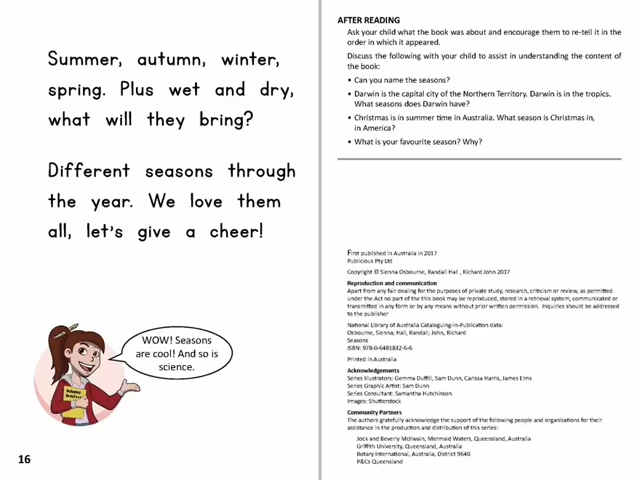 Summer, autumn, winter,
spring. Plus wet and dry,
what will they bring?
Different seasons through
the year. We love them
all, let's give a cheer!
WOW! Seasons
are cool! And so is
science.
16
AFTER READING
Ask your child what the book was about and encourage them to re-tell it in the
order in which it appeared.
Discuss the following with your child to assist in understanding the content of
the book:
• Can you name the seasons?
• Darwin is the capital city of the Northern Territory. Darwin is in the tropics.
What seasons does Darwin have?
• Christmas is in summer time in Australia. What season is Christmas in,
in America?
• What is your favourite season? Why?
First published in Australia in 2017
Publicious Pty Ltd
Copyright © Sienna Osbourne, Randall Hall , Richard John 2017
Reproduction and communication
Apart from any fair dealing for the purposes of private study, research, criticism or review, as permitted
under the Act no part of the this book may be reproduced, stored in a retrieval system, communicated or
transmitted in any form or by any means without prior written permission. Inquiries should be addressed
to the publisher
National Library of Australia Cataloguing-in-Publication data:
Osbourne, Sienna; Hall, Randall; John, Richard
Seasons
ISBN: 978-0-6481832-6-6
Printed in Australia
Acknowledgements
Series Illustrators: Gemma Duffill, Sam Dunn, Carissa Harris, James Elms
Series Graphic Artist: Sam Dunn
Series Consultant: Samantha Hutchinson
Images: Shutterstock
Community Partners
The authors gratefully acknowledge the support of the following people and organisations for their
assistance in the production and distribution of this series:
Jock and Beverly McIlwain, Mermaid Waters, Queensland, Australia
Griffith University, Queensland, Australia
Rotary International, Australia, District 9640
P&Cs Queensland